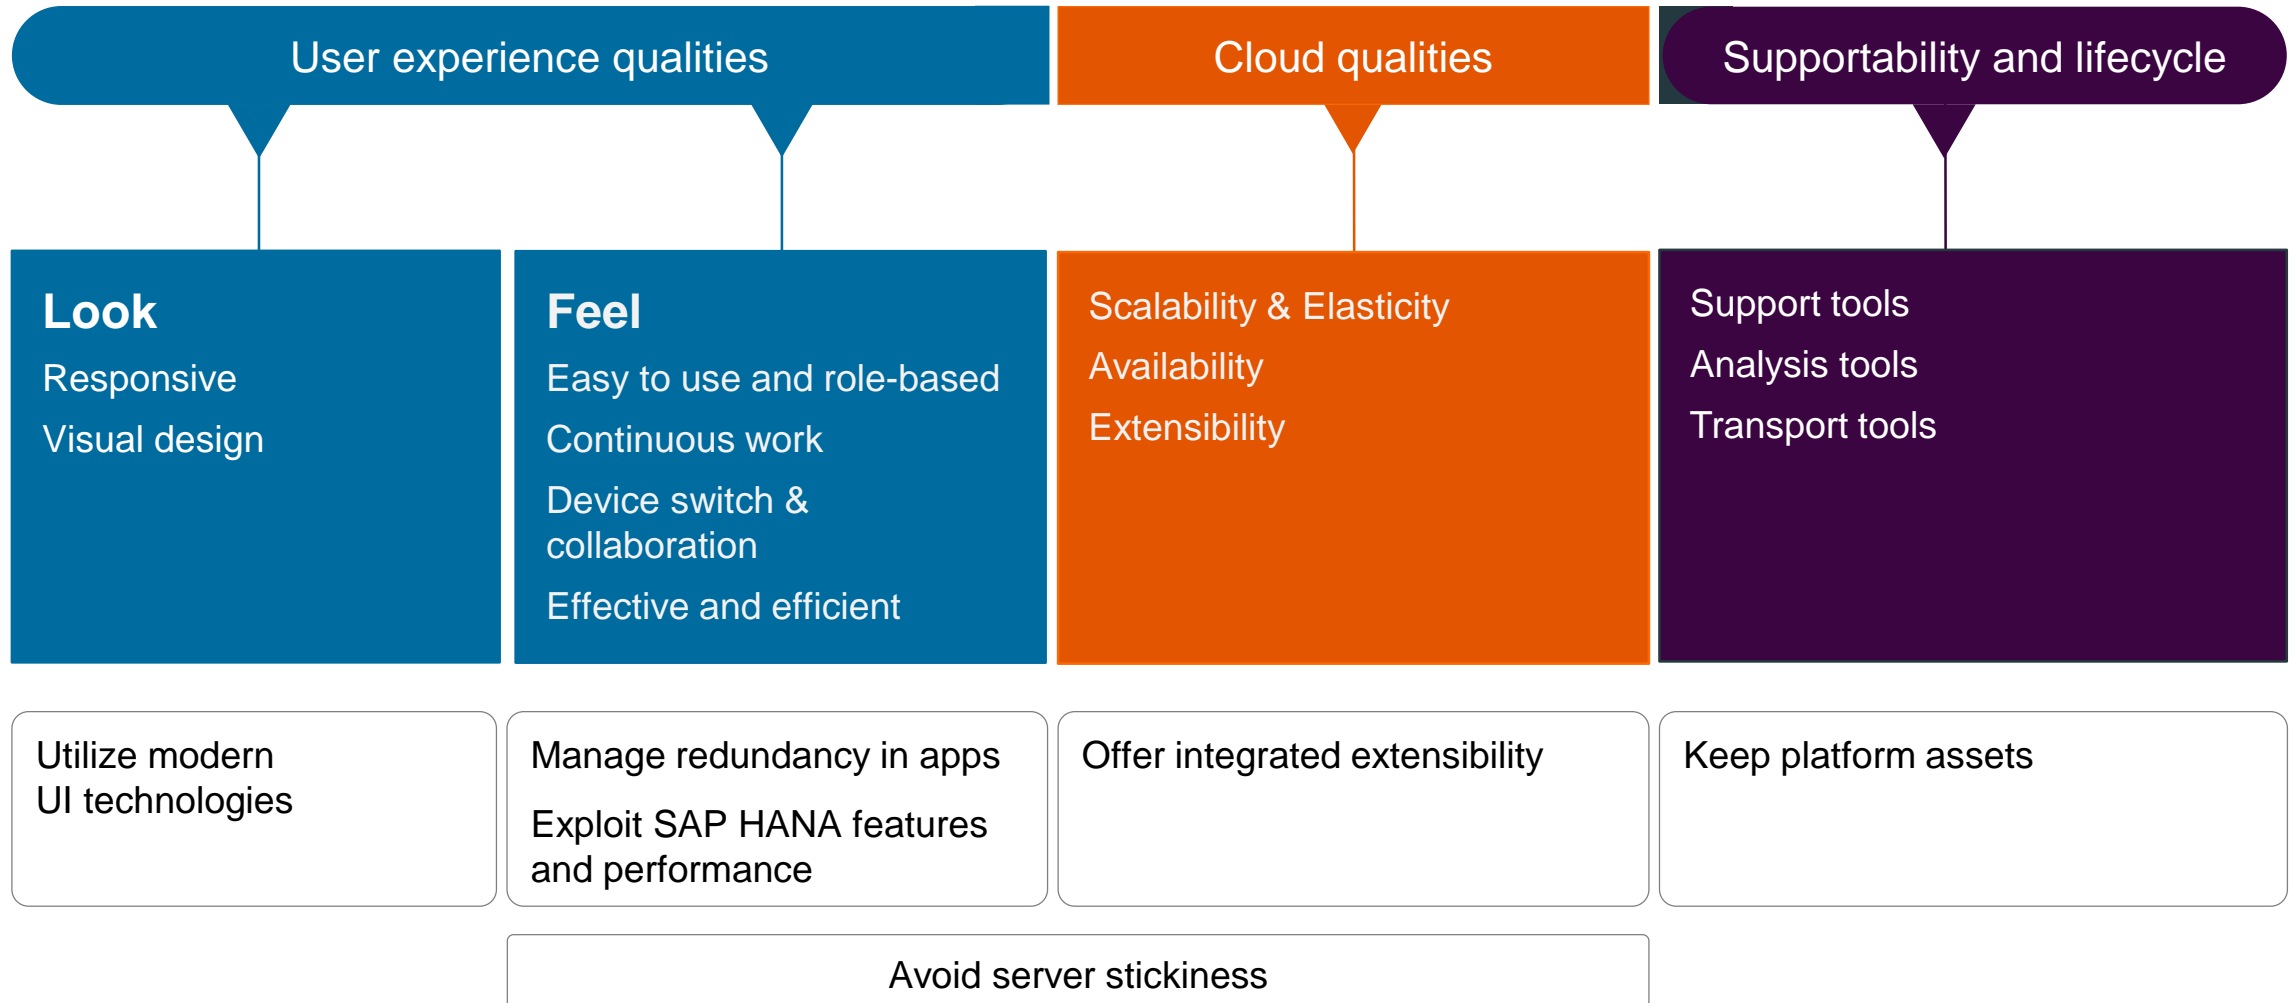 User experience qualities
Cloud qualities
Supportability and lifecycle
Look
Responsive
Visual design
Feel
Easy to use and role-based
Continuous work
Device switch &
collaboration
Effective and efficient
Scalability & Elasticity
Availability
Extensibility
Support tools
Analysis tools
Transport tools
Utilize modern
UI technologies
Manage redundancy in apps
Exploit SAP HANA features
and performance
Offer integrated extensibility
Keep platform assets
Avoid server stickiness